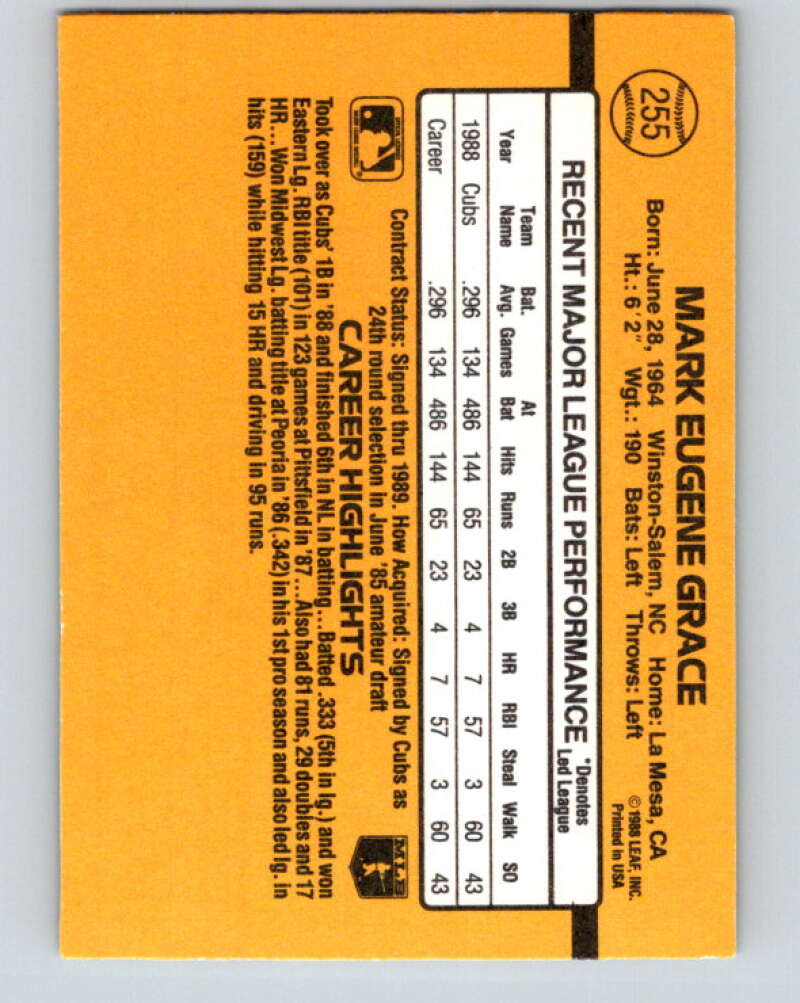 255
MARK EUGENE GRACE
Born: June 28, 1964 Winston-Salem, NC Home: La Mesa, CA
Ht.: 6' 2" Wgt.: 190 Bats: Left Throws: Left
© 1988 LEAF, INC.
Printed in USA
RECENT MAJOR LEAGUE PERFORMANCE *Denotes Led League
Year Team Name Bat. Avg. Games At Bat Hits Runs 2B 3B HR RBI Steal Walk SO
1988 Cubs .296 134 486 144 65 23 4 7 57 3 60 43
Career .296 134 486 144 65 23 4 7 57 3 60 43
Contract Status: Signed thru 1989. How Acquired: Signed by Cubs as
24th round selection in June '85 amateur draft
MLB
CAREER HIGHLIGHTS
Took over as Cubs' 1B in '88 and finished 6th in NL in batting...Batted .333 (5th in lg.) and won
Eastern Lg. RBI title (101) in 123 games at Pittsfield in '87...Also had 81 runs, 29 doubles and 17
HR...Won Midwest Lg. batting title at Peoria in '86 (.342) in his 1st pro season and also led lg. in
hits (159) while hitting 15 HR and driving in 95 runs.